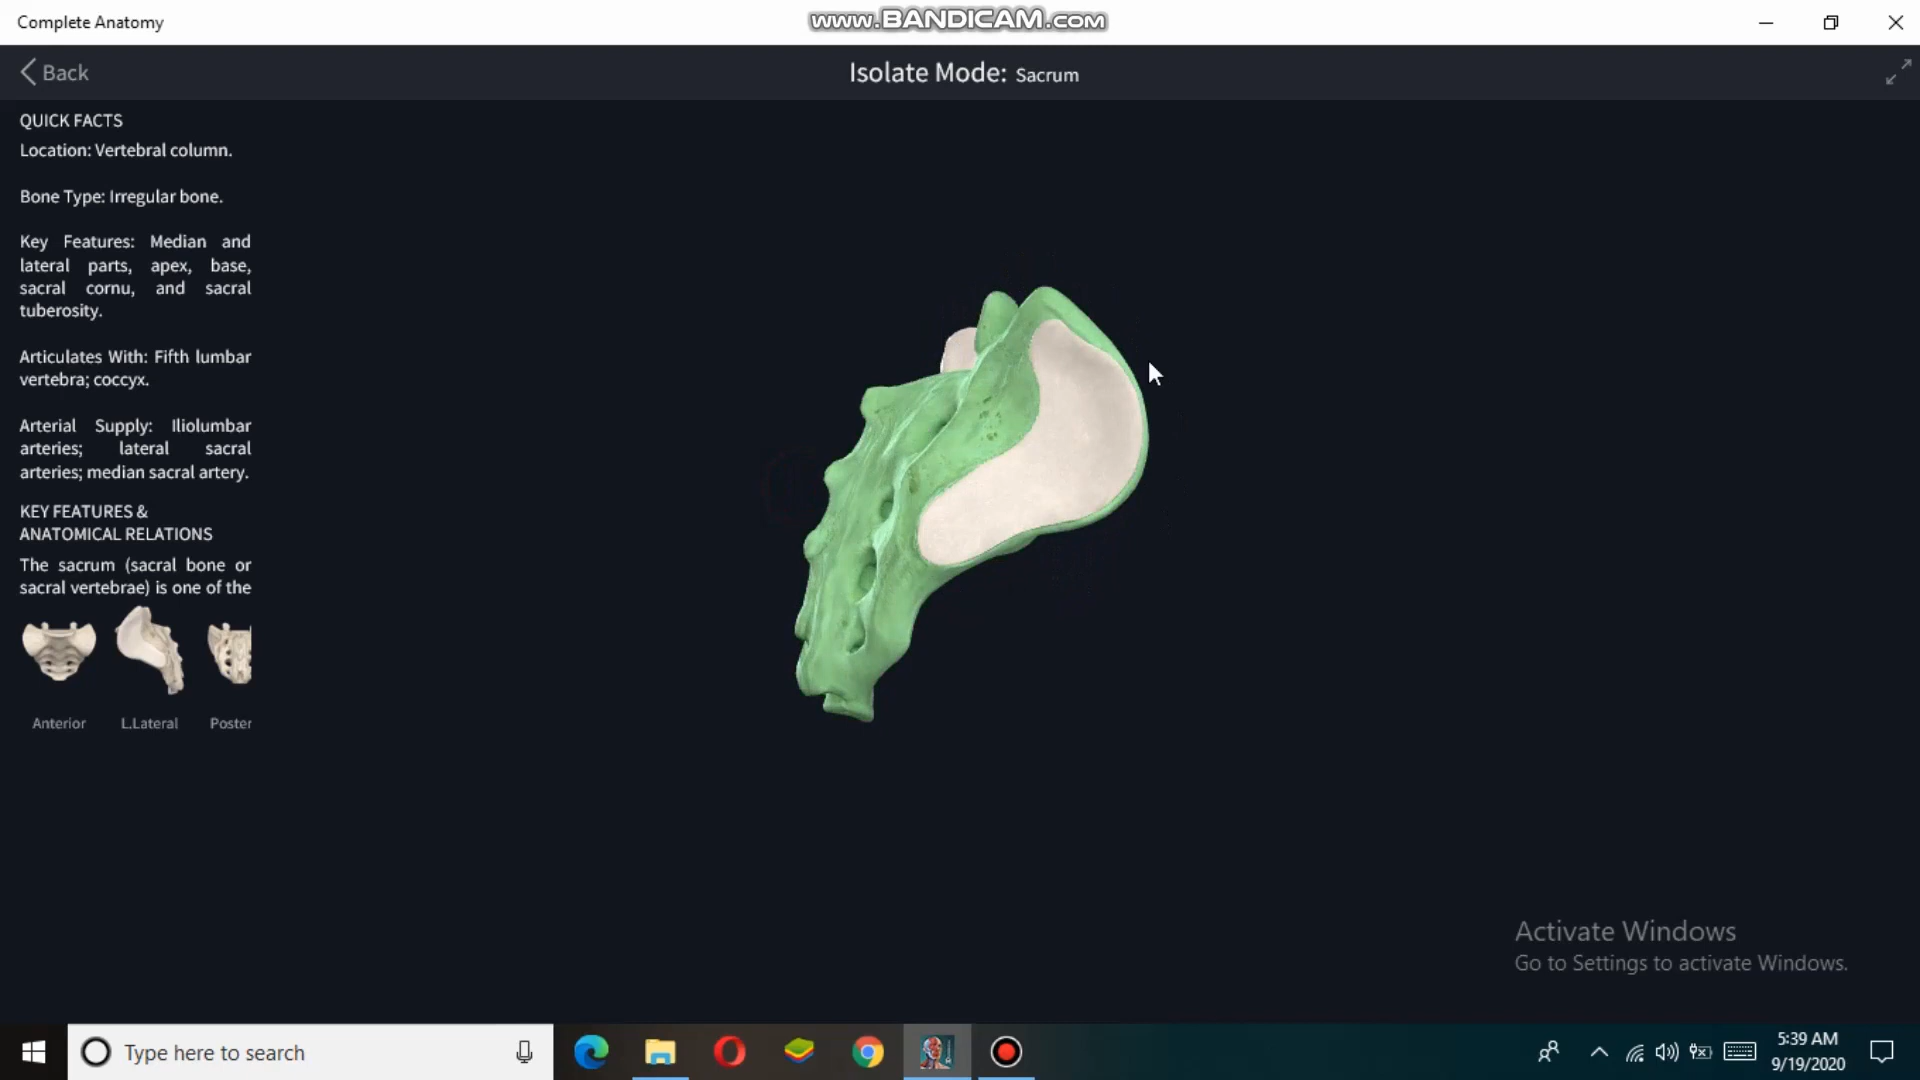 Complete Anatomy
www.BANDICAM.com
Back
Isolate Mode: Sacrum
QUICK FACTS
Location: Vertebral column.
Bone Type: Irregular bone.
Key Features: Median and
lateral parts, apex, base,
sacral cornu, and sacral
tuberosity.
Articulates With: Fifth lumbar
vertebra; coccyx.
Arterial Supply: Iliolumbar
arteries; lateral sacral
arteries; median sacral artery.
KEY FEATURES &
ANATOMICAL RELATIONS
The sacrum (sacral bone or
sacral vertebrae) is one of the
Anterior L.Lateral Poster
Activate Windows
Go to Settings to activate Windows.
Type here to search
5:39 AM
9/19/2020